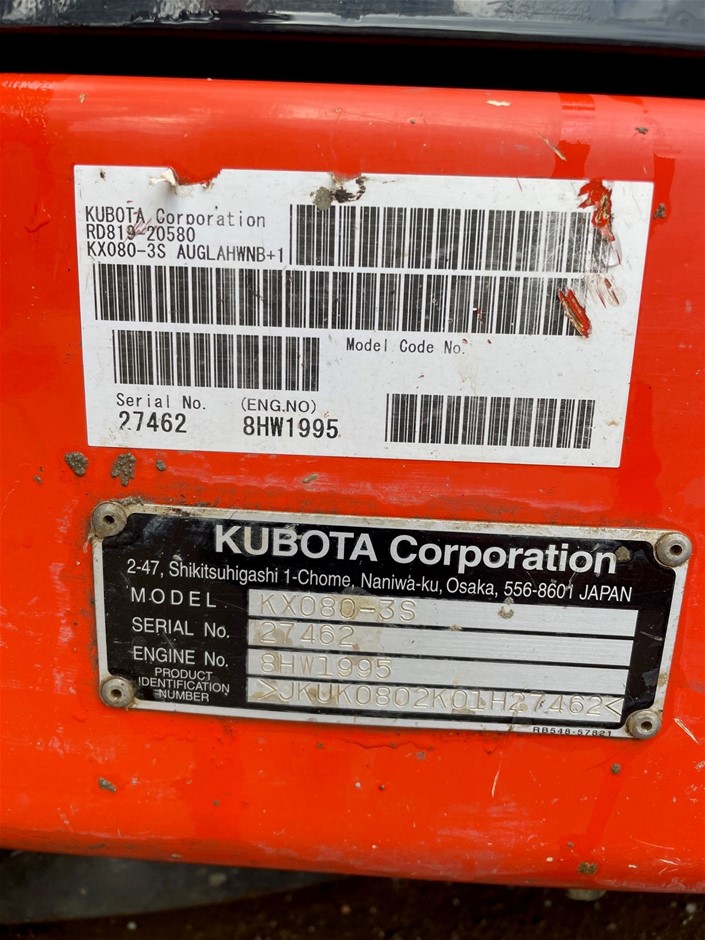 KUBOTA Corporation
RD819-20580
KX080-3S AUGLAHWNB+1
Model Code No.
Serial No. (ENG.NO)
27462 8HW1995
KUBOTA Corporation
2-47, Shikitsuhigashi 1-Chome, Naniwa-ku, Osaka, 556-8601 JAPAN
MODEL KX080-3S
SERIAL No. 27462
ENGINE No. 8HW1995
PRODUCT
IDENTIFICATION
NUMBER >JKUK0802K01H27462<
RB548-57821